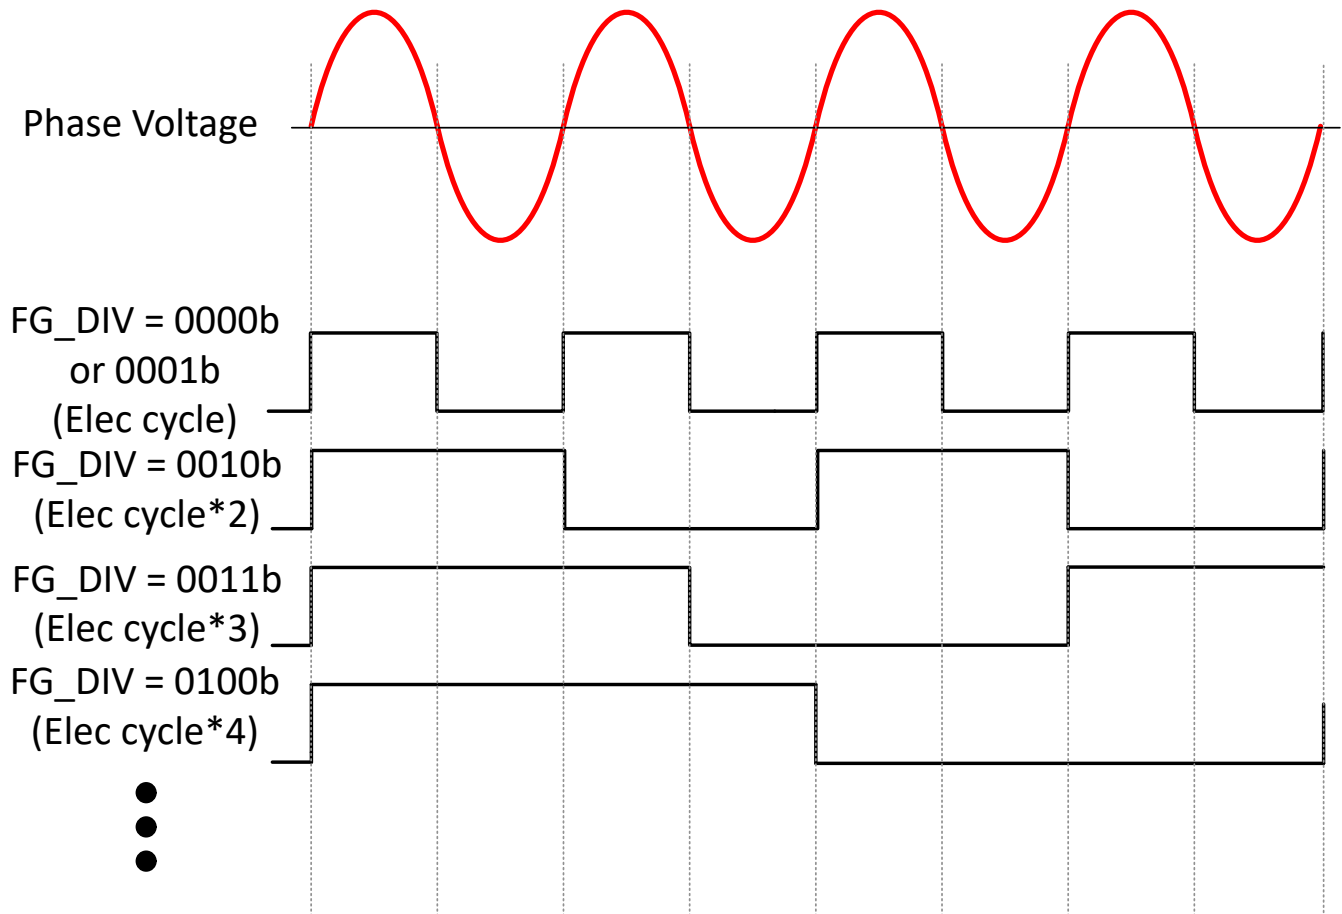 Phase Voltage
FG_DIV = 0000b
or 0001b
(Elec cycle)
FG_DIV = 0010b
(Elec cycle*2)
FG_DIV = 0011b
(Elec cycle*3)
FG_DIV = 0100b
(Elec cycle*4)